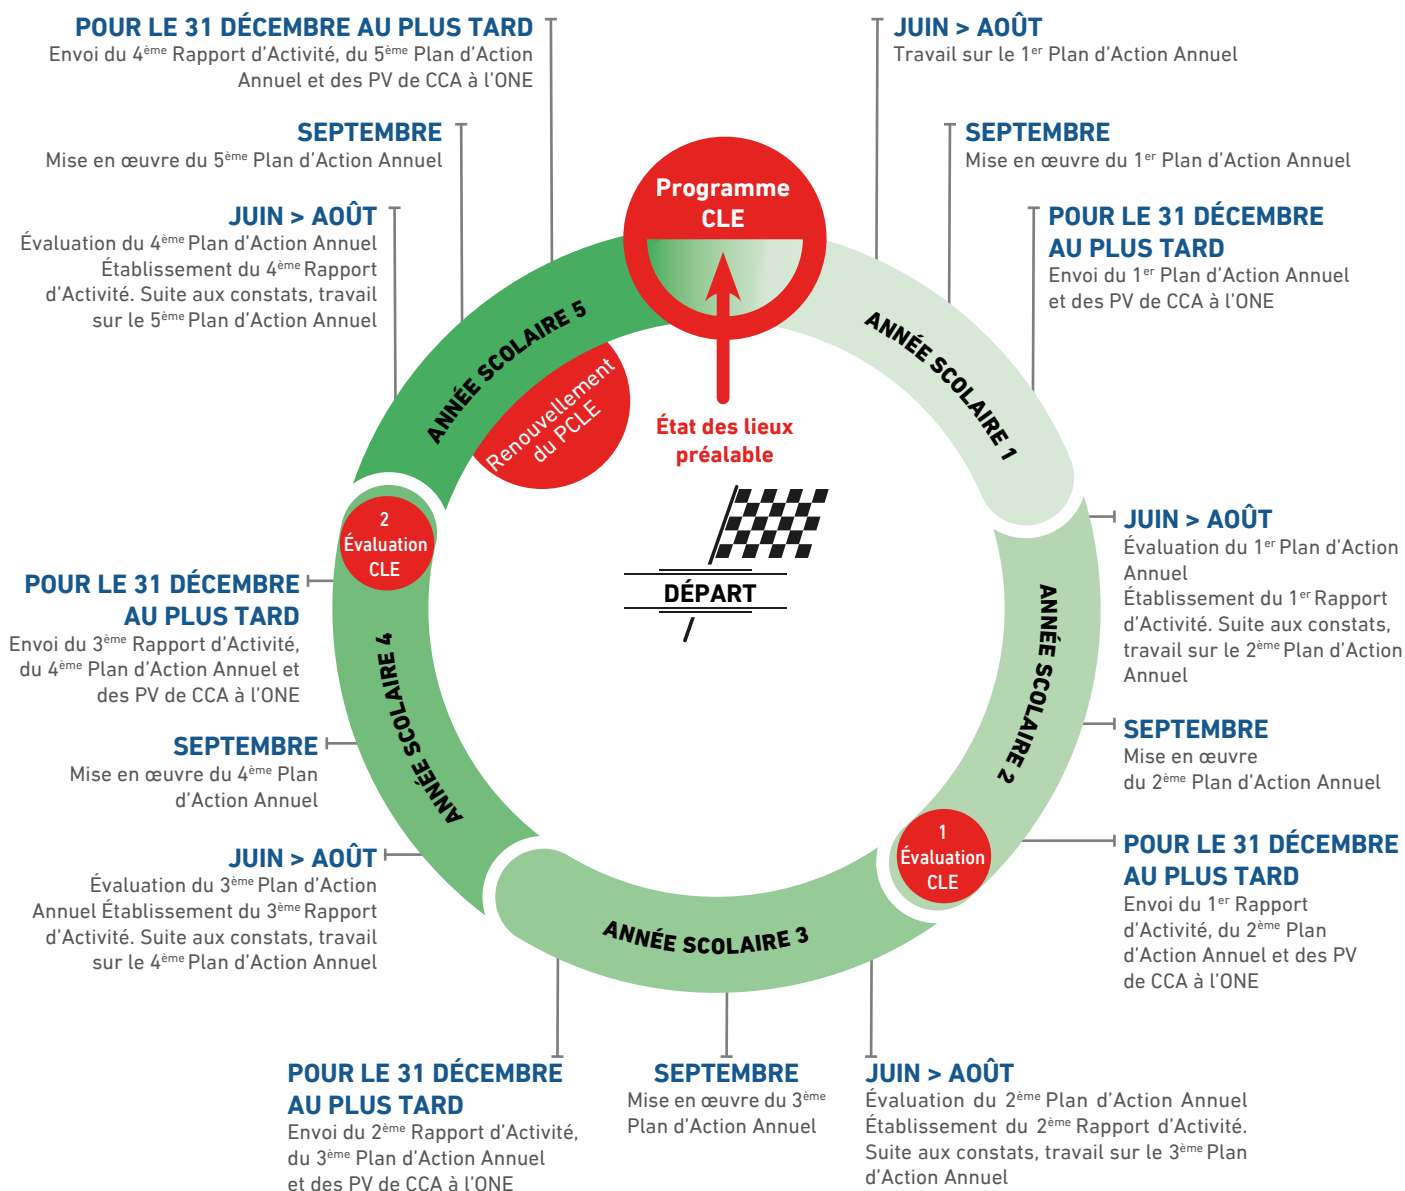 Programme
CLE
État des lieux
préalable
DÉPART
ANNÉE SCOLAIRE 1
JUIN > AOÛT
Travail sur le 1er Plan d’Action Annuel
SEPTEMBRE
Mise en œuvre du 1er Plan d’Action Annuel
POUR LE 31 DÉCEMBRE
AU PLUS TARD
Envoi du 1er Plan d’Action Annuel
et des PV de CCA à l’ONE
ANNÉE SCOLAIRE 2
JUIN > AOÛT
Évaluation du 1er Plan d’Action
Annuel
Établissement du 1er Rapport
d’Activité. Suite aux constats,
travail sur le 2ème Plan d’Action
Annuel
SEPTEMBRE
Mise en œuvre
du 2ème Plan d’Action Annuel
POUR LE 31 DÉCEMBRE
AU PLUS TARD
Envoi du 1er Rapport
d’Activité, du 2ème Plan
d’Action Annuel et des PV
de CCA à l’ONE
1
Évaluation
CLE
ANNÉE SCOLAIRE 3
JUIN > AOÛT
Évaluation du 2ème Plan d’Action Annuel
Établissement du 2ème Rapport d’Activité.
Suite aux constats, travail sur le 3ème Plan
d’Action Annuel
SEPTEMBRE
Mise en œuvre du 3ème
Plan d’Action Annuel
POUR LE 31 DÉCEMBRE
AU PLUS TARD
Envoi du 2ème Rapport d’Activité,
du 3ème Plan d’Action Annuel
et des PV de CCA à l’ONE
ANNÉE SCOLAIRE 4
JUIN > AOÛT
Évaluation du 3ème Plan d’Action
Annuel Établissement du 3ème Rapport
d’Activité. Suite aux constats, travail
sur le 4ème Plan d’Action Annuel
SEPTEMBRE
Mise en œuvre du 4ème Plan
d’Action Annuel
POUR LE 31 DÉCEMBRE
AU PLUS TARD
Envoi du 3ème Rapport d’Activité,
du 4ème Plan d’Action Annuel et
des PV de CCA à l’ONE
2
Évaluation
CLE
ANNÉE SCOLAIRE 5
JUIN > AOÛT
Évaluation du 4ème Plan d’Action Annuel
Établissement du 4ème Rapport
d’Activité. Suite aux constats, travail
sur le 5ème Plan d’Action Annuel
SEPTEMBRE
Mise en œuvre du 5ème Plan d’Action Annuel
POUR LE 31 DÉCEMBRE AU PLUS TARD
Envoi du 4ème Rapport d’Activité, du 5ème Plan d’Action
Annuel et des PV de CCA à l’ONE
Renouvellement
du PCLE